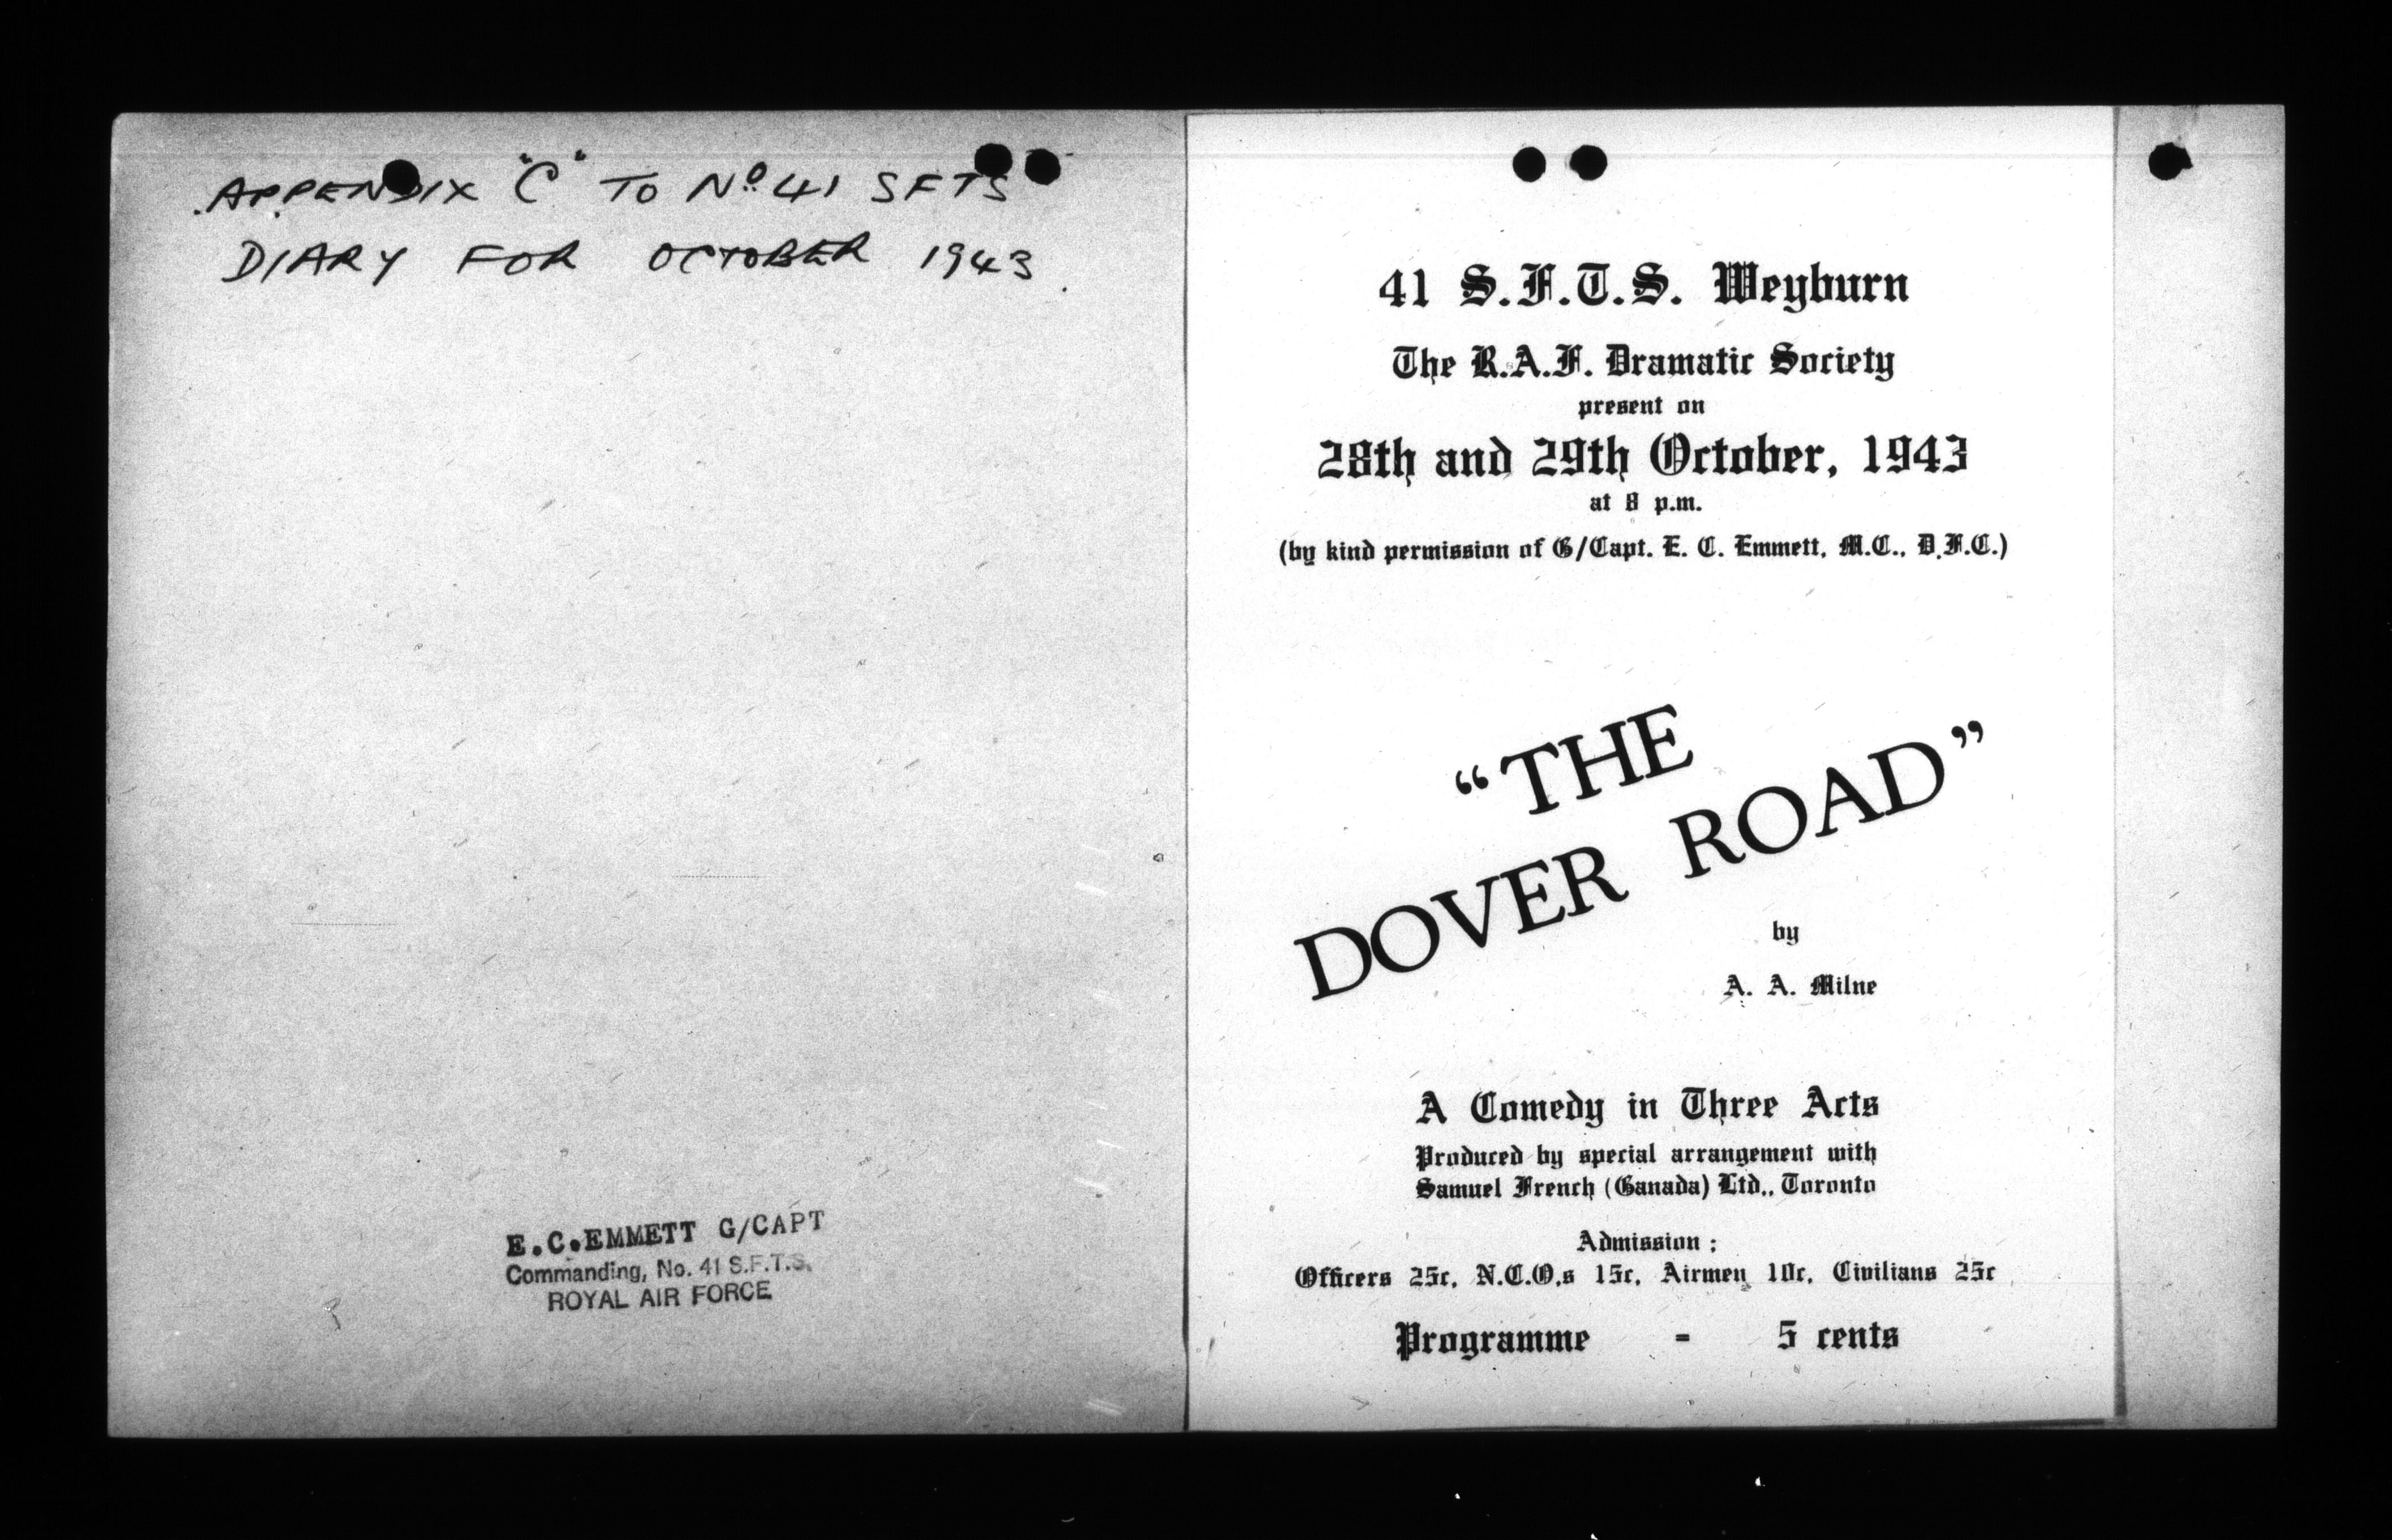 APPENDIX "C" TO Nº 41 SFTS
DIARY FOR OCTOBER 1943.
E.C.EMMETT G/CAPT
Commanding, No. 41 S.F.T.S.
ROYAL AIR FORCE
41 S.F.T.S. Weyburn
The R.A.F. Dramatic Society
present on
28th and 29th October, 1943
at 8 p.m.
(by kind permission of G/Capt. E. C. Emmett, M.C., D.F.C.)
“THE
DOVER ROAD”
by
A. A. Milne
A Comedy in Three Acts
Produced by special arrangement with
Samuel French (Canada) Ltd., Toronto
Admission :
Officers 25c, N.C.O.s 15c, Airmen 10c, Civilians 25c
Programme - 5 cents